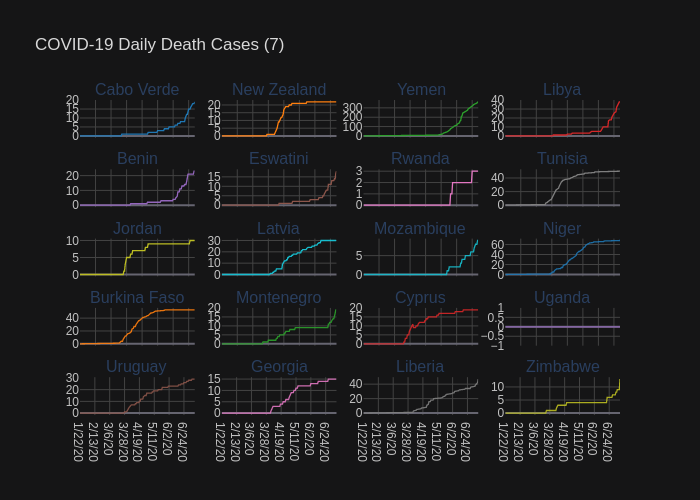 COVID-19 Daily Death Cases (7)
Cabo Verde New Zealand Yemen Libya
20 15 10 5 0
20 15 10 5 0
300 200 100 0
40 30 20 10 0
Benin Eswatini Rwanda Tunisia
20 10 0
15 10 5 0
3 2 1 0
40 20 0
Jordan Latvia Mozambique Niger
10 5 0
30 20 10 0
5 0
60 40 20 0
Burkina Faso Montenegro Cyprus Uganda
40 20 0
20 15 10 5 0
20 15 10 5 0
1 0.5 0 −0.5 −1
Uruguay Georgia Liberia Zimbabwe
30 20 10 0
15 10 5 0
40 20 0
10 5 0
1/22/20 2/13/20 3/6/20 3/28/20 4/19/20 5/11/20 6/2/20 6/24/20
1/22/20 2/13/20 3/6/20 3/28/20 4/19/20 5/11/20 6/2/20 6/24/20
1/22/20 2/13/20 3/6/20 3/28/20 4/19/20 5/11/20 6/2/20 6/24/20
1/22/20 2/13/20 3/6/20 3/28/20 4/19/20 5/11/20 6/2/20 6/24/20